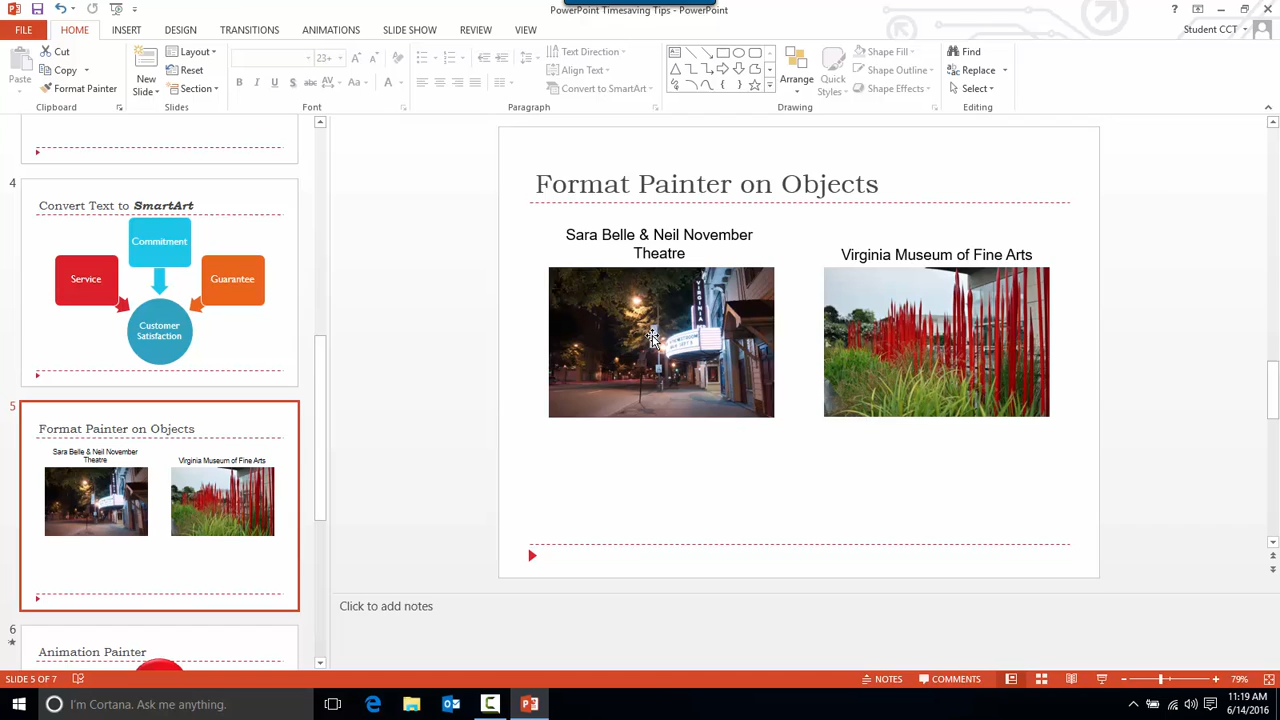 PowerPoint Timesaving Tips - PowerPoint
FILE HOME INSERT DESIGN TRANSITIONS ANIMATIONS SLIDE SHOW REVIEW VIEW Student CCT
Paste
Cut
Copy
Format Painter
Clipboard
New
Slide
Layout
Reset
Section
Slides
23+
B I U S abc AV Aa A
Font
Text Direction
Align Text
Convert to SmartArt
Paragraph
Arrange
Quick
Styles
Shape Fill
Shape Outline
Shape Effects
Drawing
Find
Replace
Select
Editing
4
Convert Text to SmartArt
Commitment
Service
Guarantee
Customer
Satisfaction
5
Format Painter on Objects
Sara Belle & Neil November
Theatre
Virginia Museum of Fine Arts
6
Animation Painter
Format Painter on Objects
Sara Belle & Neil November
Theatre
Virginia Museum of Fine Arts
VIRGINIA
Click to add notes
SLIDE 5 OF 7 NOTES COMMENTS 79%
I'm Cortana. Ask me anything.
11:19 AM
6/14/2016